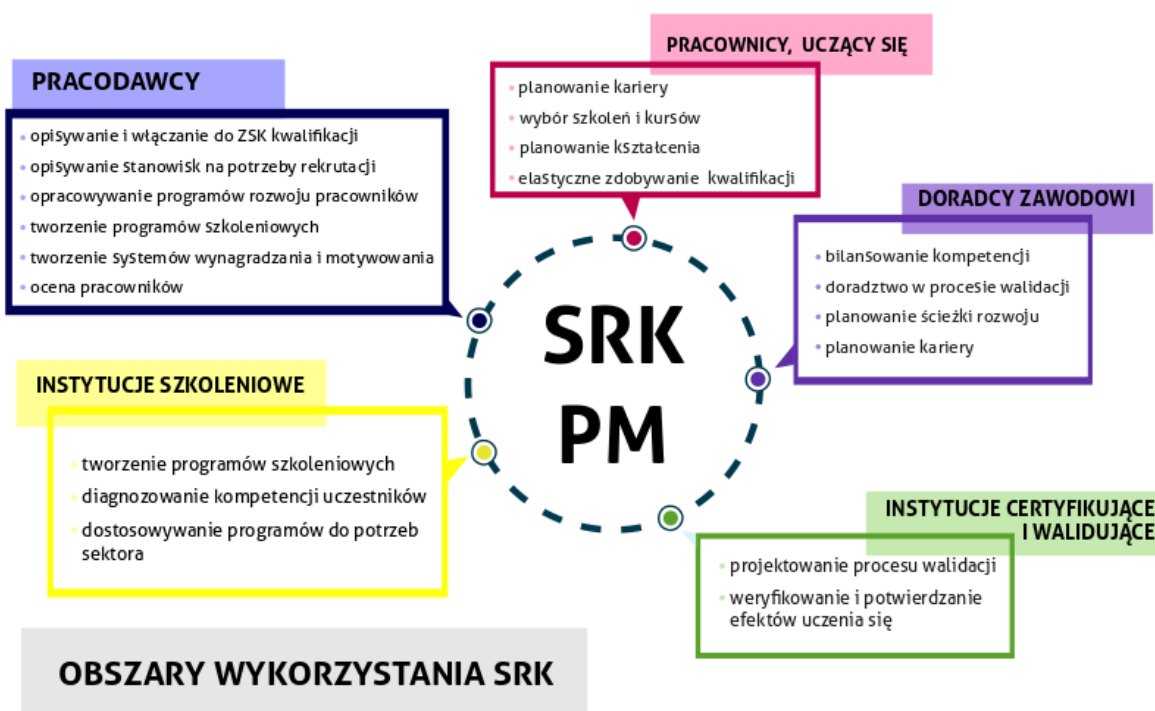 PRACOWNICY, UCZĄCY SIĘ
planowanie kariery
wybór szkoleń i kursów
planowanie kształcenia
elastyczne zdobywanie kwalifikacji
PRACODAWCY
opisywanie i włączanie do ZSK kwalifikacji
opisywanie stanowisk na potrzeby rekrutacji
opracowywanie programów rozwoju pracowników
tworzenie programów szkoleniowych
tworzenie systemów wynagradzania i motywowania
ocena pracowników
DORADCY ZAWODOWI
bilansowanie kompetencji
doradztwo w procesie walidacji
planowanie ścieżki rozwoju
planowanie kariery
SRK
PM
INSTYTUCJE SZKOLENIOWE
tworzenie programów szkoleniowych
diagnozowanie kompetencji uczestników
dostosowywanie programów do potrzeb
sektora
INSTYTUCJE CERTYFIKUJĄCE
I WALIDUJĄCE
projektowanie procesu walidacji
weryfikowanie i potwierdzanie
efektów uczenia się
OBSZARY WYKORZYSTANIA SRK